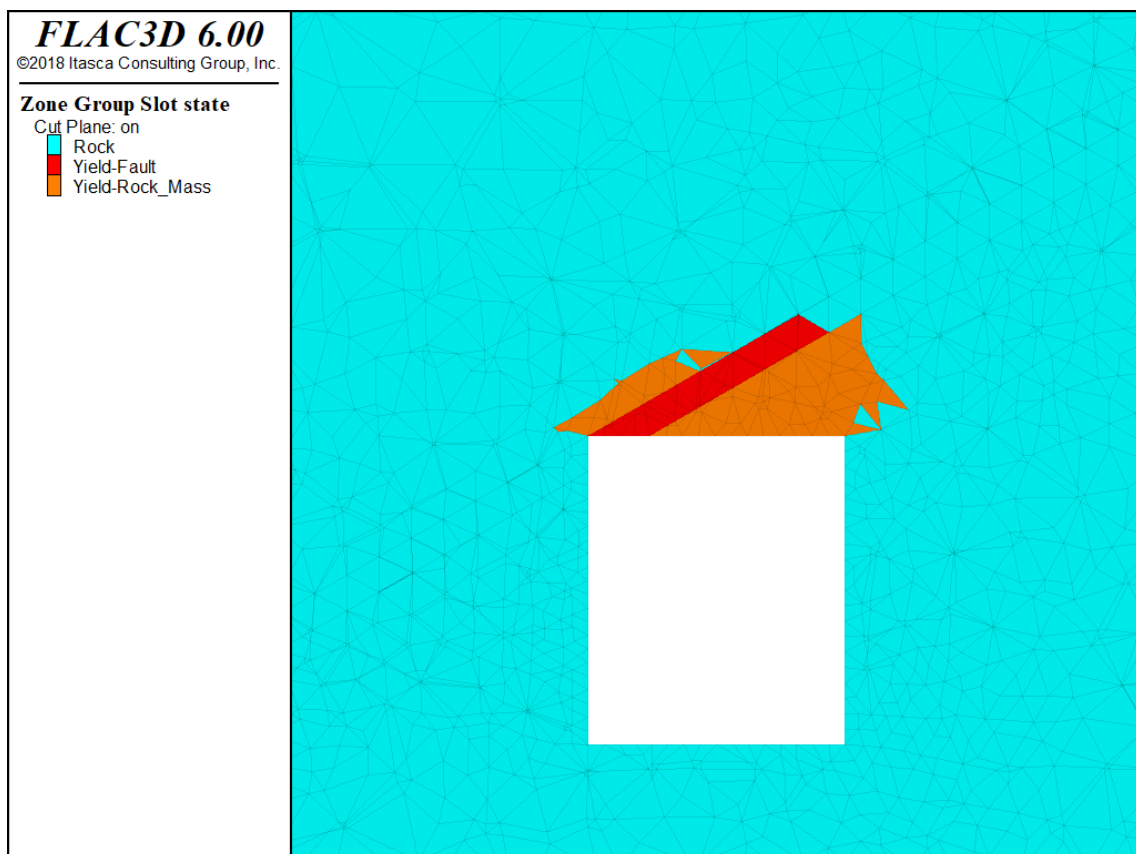 FLAC3D 6.00
©2018 Itasca Consulting Group, Inc.
Zone Group Slot state
Cut Plane: on
Rock
Yield-Fault
Yield-Rock_Mass